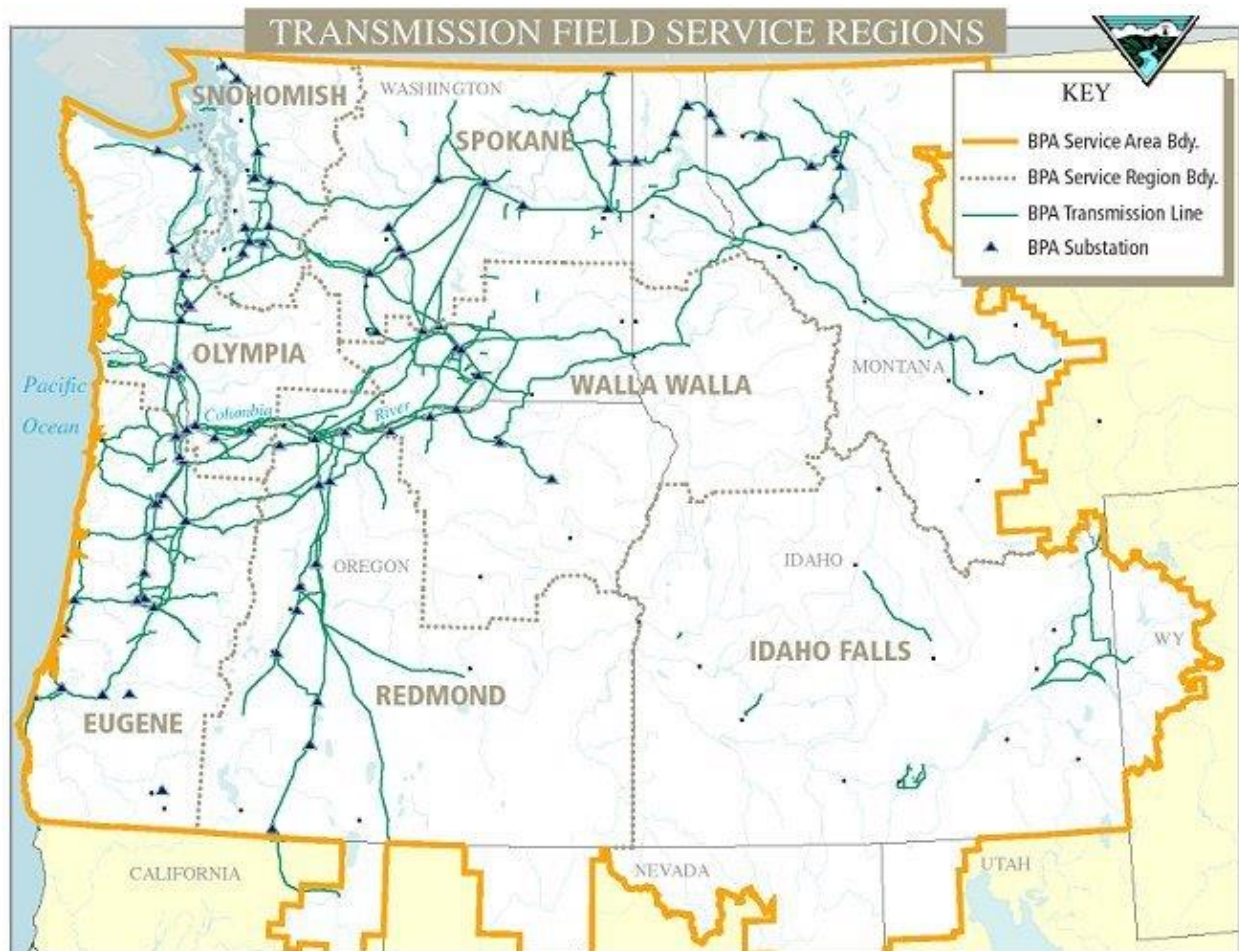 TRANSMISSION FIELD SERVICE REGIONS
KEY
BPA Service Area Bdy.
BPA Service Region Bdy.
BPA Transmission Line
BPA Substation
SNOHOMISH
WASHINGTON
SPOKANE
OLYMPIA
WALLA WALLA
MONTANA
Pacific
Ocean
Columbia
River
OREGON
IDAHO
IDAHO FALLS
WY
REDMOND
EUGENE
CALIFORNIA
NEVADA
UTAH